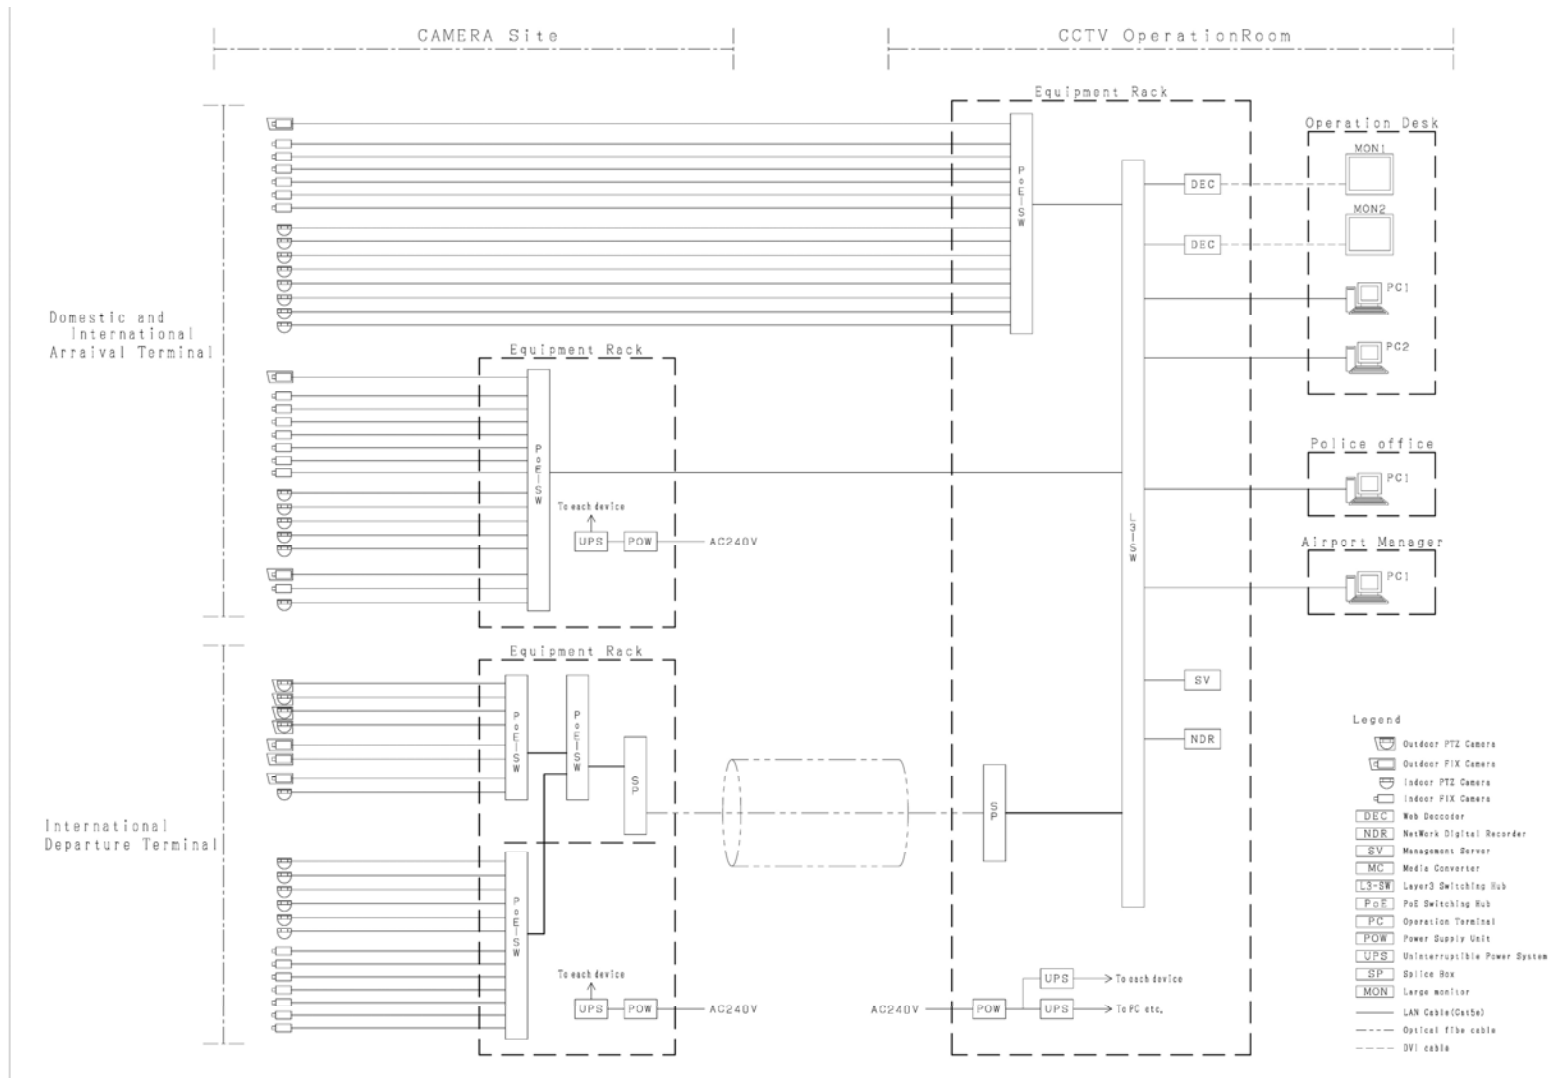 CAMERA Site
CCTV OperationRoom
Equipment Rack
Operation Desk
MON1
PoE-SW
DEC
MON2
DEC
PC1
Domestic and
International
Arraival Terminal
Equipment Rack
PC2
PoE-SW
Police office
PC1
To each device
L3-SW
UPS
POW
AC240V
Airport Manager
PC1
Equipment Rack
SV
PoE-SW
PoE-SW
NDR
SP
SP
International
Departure Terminal
PoE-SW
To each device
UPS
POW
AC240V
AC240V
POW
UPS
To each device
UPS
To PC etc.
Legend
Outdoor PTZ Camera
Outdoor FIX Camera
Indoor PTZ Camera
Indoor FIX Camera
DEC Web Deccoder
NDR NetWork Digital Recorder
SV Management Server
MC Media Converter
L3-SW Layer3 Switching Hub
PoE PoE Switching Hub
PC Operation Terminal
POW Power Supply Unit
UPS Uninterruptible Power System
SP Splice Box
MON Large monitor
LAN Cable(Cat5e)
Optical fibe cable
DVI cable